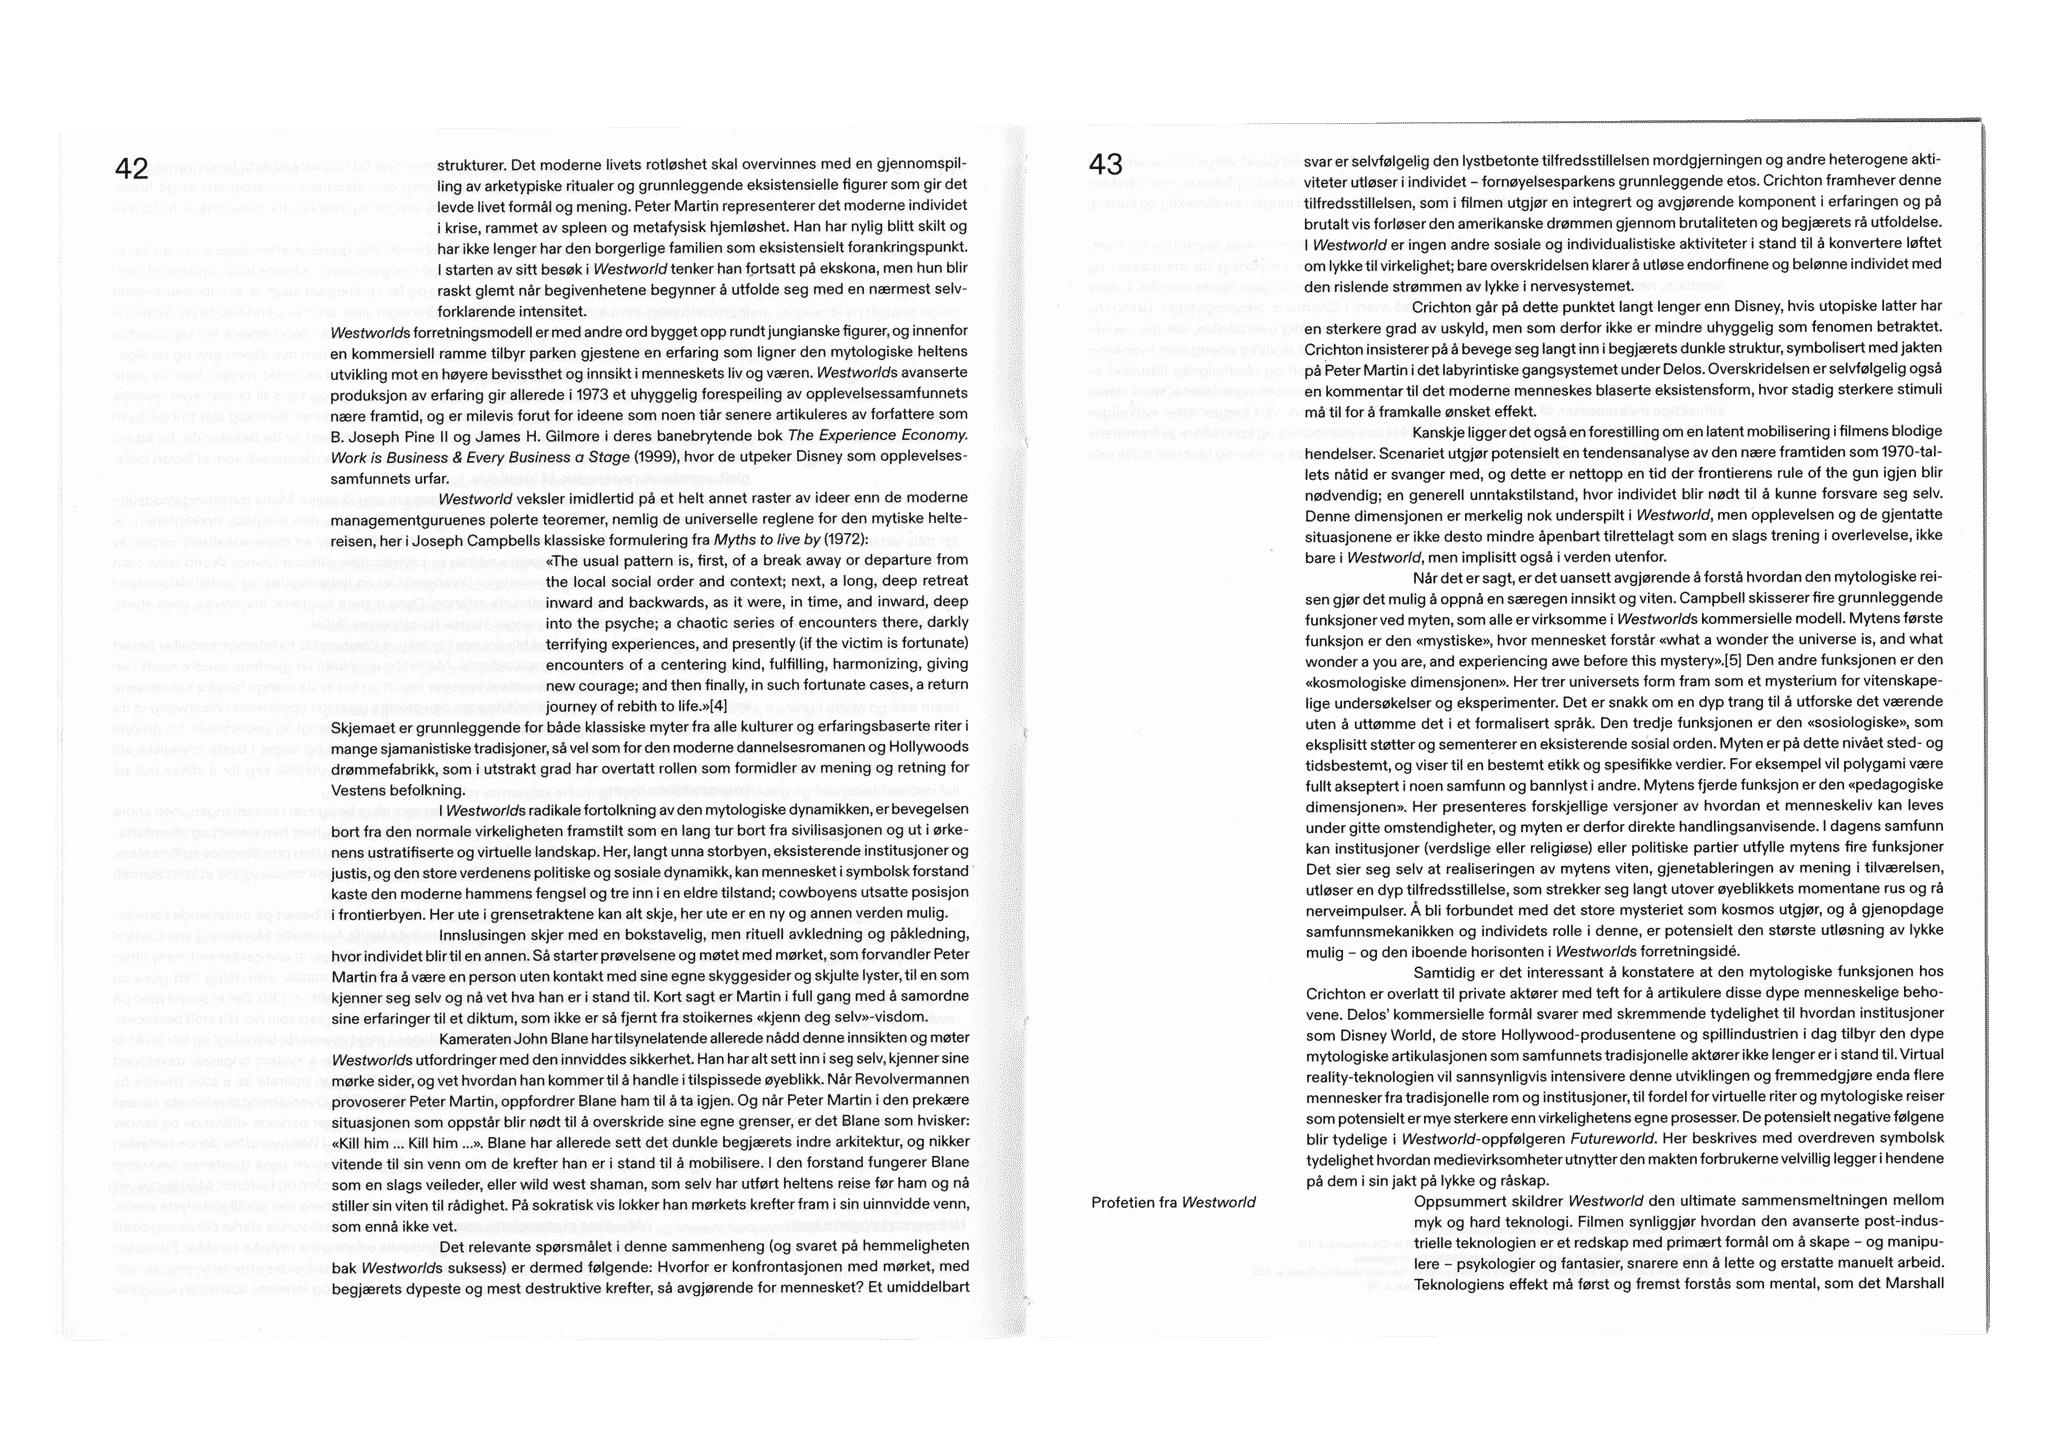 42
strukturer. Det moderne livets rotløshet skal overvinnes med en gjennomspil-
ling av arketypiske ritualer og grunnleggende eksistensielle figurer som gir det
levde livet formål og mening. Peter Martin representerer det moderne individet
i krise, rammet av spleen og metafysisk hjemløshet. Han har nylig blitt skilt og
har ikke lenger har den borgerlige familien som eksistensielt forankringspunkt.
I starten av sitt besøk i Westworld tenker han fortsatt på ekskona, men hun blir
raskt glemt når begivenhetene begynner å utfolde seg med en nærmest selv-
forklarende intensitet.
Westworlds forretningsmodell er med andre ord bygget opp rundt jungianske figurer, og innenfor
en kommersiell ramme tilbyr parken gjestene en erfaring som ligner den mytologiske heltens
utvikling mot en høyere bevissthet og innsikt i menneskets liv og væren. Westworlds avanserte
produksjon av erfaring gir allerede i 1973 et uhyggelig forespeiling av opplevelsessamfunnets
nære framtid, og er milevis forut for ideene som noen tiår senere artikuleres av forfattere som
B. Joseph Pine II og James H. Gilmore i deres banebrytende bok The Experience Economy.
Work is Business & Every Business a Stage (1999), hvor de utpeker Disney som opplevelses-
samfunnets urfar.
Westworld veksler imidlertid på et helt annet raster av ideer enn de moderne
managementguruenes polerte teoremer, nemlig de universelle reglene for den mytiske helte-
reisen, her i Joseph Campbells klassiske formulering fra Myths to live by (1972):
«The usual pattern is, first, of a break away or departure from
the local social order and context; next, a long, deep retreat
inward and backwards, as it were, in time, and inward, deep
into the psyche; a chaotic series of encounters there, darkly
terrifying experiences, and presently (if the victim is fortunate)
encounters of a centering kind, fulfilling, harmonizing, giving
new courage; and then finally, in such fortunate cases, a return
journey of rebith to life.»[4]
Skjemaet er grunnleggende for både klassiske myter fra alle kulturer og erfaringsbaserte riter i
mange sjamanistiske tradisjoner, så vel som for den moderne dannelsesromanen og Hollywoods
drømmefabrikk, som i utstrakt grad har overtatt rollen som formidler av mening og retning for
Vestens befolkning.
I Westworlds radikale fortolkning av den mytologiske dynamikken, er bevegelsen
bort fra den normale virkeligheten framstilt som en lang tur bort fra sivilisasjonen og ut i ørke-
nens ustratifiserte og virtuelle landskap. Her, langt unna storbyen, eksisterende institusjoner og
justis, og den store verdenens politiske og sosiale dynamikk, kan mennesket i symbolsk forstand
kaste den moderne hammens fengsel og tre inn i en eldre tilstand; cowboyens utsatte posisjon
i frontierbyen. Her ute i grensetraktene kan alt skje, her ute er en ny og annen verden mulig.
Innslusingen skjer med en bokstavelig, men rituell avkledning og påkledning,
hvor individet blir til en annen. Så starter prøvelsene og møtet med mørket, som forvandler Peter
Martin fra å være en person uten kontakt med sine egne skyggesider og skjulte lyster, til en som
kjenner seg selv og nå vet hva han er i stand til. Kort sagt er Martin i full gang med å samordne
sine erfaringer til et diktum, som ikke er så fjernt fra stoikernes «kjenn deg selv»-visdom.
Kameraten John Blane har tilsynelatende allerede nådd denne innsikten og møter
Westworlds utfordringer med den innviddes sikkerhet. Han har alt sett inn i seg selv, kjenner sine
mørke sider, og vet hvordan han kommer til å handle i tilspissede øyeblikk. Når Revolvermannen
provoserer Peter Martin, oppfordrer Blane ham til å ta igjen. Og når Peter Martin i den prekære
situasjonen som oppstår blir nødt til å overskride sine egne grenser, er det Blane som hvisker:
«Kill him ... Kill him ...». Blane har allerede sett det dunkle begjærets indre arkitektur, og nikker
vitende til sin venn om de krefter han er i stand til å mobilisere. I den forstand fungerer Blane
som en slags veileder, eller wild west shaman, som selv har utført heltens reise før ham og nå
stiller sin viten til rådighet. På sokratisk vis lokker han mørkets krefter fram i sin uinnvidde venn,
som ennå ikke vet.
Det relevante spørsmålet i denne sammenheng (og svaret på hemmeligheten
bak Westworlds suksess) er dermed følgende: Hvorfor er konfrontasjonen med mørket, med
begjærets dypeste og mest destruktive krefter, så avgjørende for mennesket? Et umiddelbart
43
svar er selvfølgelig den lystbetonte tilfredsstillelsen mordgjerningen og andre heterogene akti-
viteter utløser i individet – fornøyelsesparkens grunnleggende etos. Crichton framhever denne
tilfredsstillelsen, som i filmen utgjør en integrert og avgjørende komponent i erfaringen og på
brutalt vis forløser den amerikanske drømmen gjennom brutaliteten og begjærets rå utfoldelse.
I Westworld er ingen andre sosiale og individualistiske aktiviteter i stand til å konvertere løftet
om lykke til virkelighet; bare overskridelsen klarer å utløse endorfinene og belønne individet med
den rislende strømmen av lykke i nervesystemet.
Crichton går på dette punktet langt lenger enn Disney, hvis utopiske latter har
en sterkere grad av uskyld, men som derfor ikke er mindre uhyggelig som fenomen betraktet.
Crichton insisterer på å bevege seg langt inn i begjærets dunkle struktur, symbolisert med jakten
på Peter Martin i det labyrintiske gangsystemet under Delos. Overskridelsen er selvfølgelig også
en kommentar til det moderne menneskes blaserte eksistensform, hvor stadig sterkere stimuli
må til for å framkalle ønsket effekt.
Kanskje ligger det også en forestilling om en latent mobilisering i filmens blodige
hendelser. Scenariet utgjør potensielt en tendensanalyse av den nære framtiden som 1970-tal-
lets nåtid er svanger med, og dette er nettopp en tid der frontierens rule of the gun igjen blir
nødvendig; en generell unntakstilstand, hvor individet blir nødt til å kunne forsvare seg selv.
Denne dimensjonen er merkelig nok underspilt i Westworld, men opplevelsen og de gjentatte
situasjonene er ikke desto mindre åpenbart tilrettelagt som en slags trening i overlevelse, ikke
bare i Westworld, men implisitt også i verden utenfor.
Når det er sagt, er det uansett avgjørende å forstå hvordan den mytologiske rei-
sen gjør det mulig å oppnå en særegen innsikt og viten. Campbell skisserer fire grunnleggende
funksjoner ved myten, som alle er virksomme i Westworlds kommersielle modell. Mytens første
funksjon er den «mystiske», hvor mennesket forstår «what a wonder the universe is, and what
wonder a you are, and experiencing awe before this mystery».[5] Den andre funksjonen er den
«kosmologiske dimensjonen». Her trer universets form fram som et mysterium for vitenskape-
lige undersøkelser og eksperimenter. Det er snakk om en dyp trang til å utforske det værende
uten å uttømme det i et formalisert språk. Den tredje funksjonen er den «sosiologiske», som
eksplisitt støtter og sementerer en eksisterende sosial orden. Myten er på dette nivået sted- og
tidsbestemt, og viser til en bestemt etikk og spesifikke verdier. For eksempel vil polygami være
fullt akseptert i noen samfunn og bannlyst i andre. Mytens fjerde funksjon er den «pedagogiske
dimensjonen». Her presenteres forskjellige versjoner av hvordan et menneskeliv kan leves
under gitte omstendigheter, og myten er derfor direkte handlingsanvisende. I dagens samfunn
kan institusjoner (verdslige eller religiøse) eller politiske partier utfylle mytens fire funksjoner
Det sier seg selv at realiseringen av mytens viten, gjenetableringen av mening i tilværelsen,
utløser en dyp tilfredsstillelse, som strekker seg langt utover øyeblikkets momentane rus og rå
nerveimpulser. Å bli forbundet med det store mysteriet som kosmos utgjør, og å gjenopdage
samfunnsmekanikken og individets rolle i denne, er potensielt den største utløsning av lykke
mulig – og den iboende horisonten i Westworlds forretningsidé.
Samtidig er det interessant å konstatere at den mytologiske funksjonen hos
Crichton er overlatt til private aktører med teft for å artikulere disse dype menneskelige beho-
vene. Delos’ kommersielle formål svarer med skremmende tydelighet til hvordan institusjoner
som Disney World, de store Hollywood-produsentene og spillindustrien i dag tilbyr den dype
mytologiske artikulasjonen som samfunnets tradisjonelle aktører ikke lenger er i stand til. Virtual
reality-teknologien vil sannsynligvis intensivere denne utviklingen og fremmedgjøre enda flere
mennesker fra tradisjonelle rom og institusjoner, til fordel for virtuelle riter og mytologiske reiser
som potensielt er mye sterkere enn virkelighetens egne prosesser. De potensielt negative følgene
blir tydelige i Westworld-oppfølgeren Futureworld. Her beskrives med overdreven symbolsk
tydelighet hvordan medievirksomheter utnytter den makten forbrukerne velvillig legger i hendene
på dem i sin jakt på lykke og råskap.
Profetien fra Westworld
Oppsummert skildrer Westworld den ultimate sammensmeltningen mellom
myk og hard teknologi. Filmen synliggjør hvordan den avanserte post-indus-
trielle teknologien er et redskap med primært formål om å skape – og manipu-
lere – psykologier og fantasier, snarere enn å lette og erstatte manuelt arbeid.
Teknologiens effekt må først og fremst forstås som mental, som det Marshall